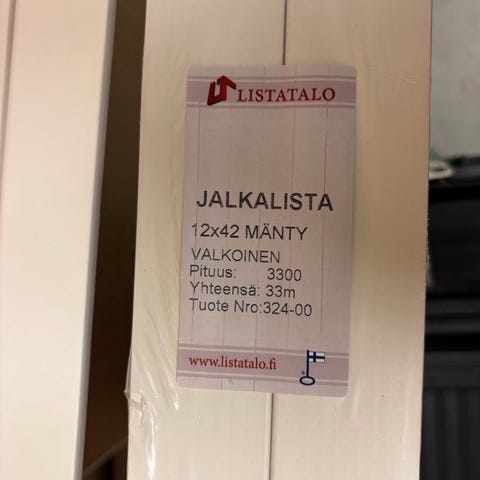 LISTATALO
JALKALISTA
12x42 MÄNTY
VALKOINEN
Pituus: 3300
Yhteensä: 33m
Tuote Nro:324-00
www.listatalo.fi